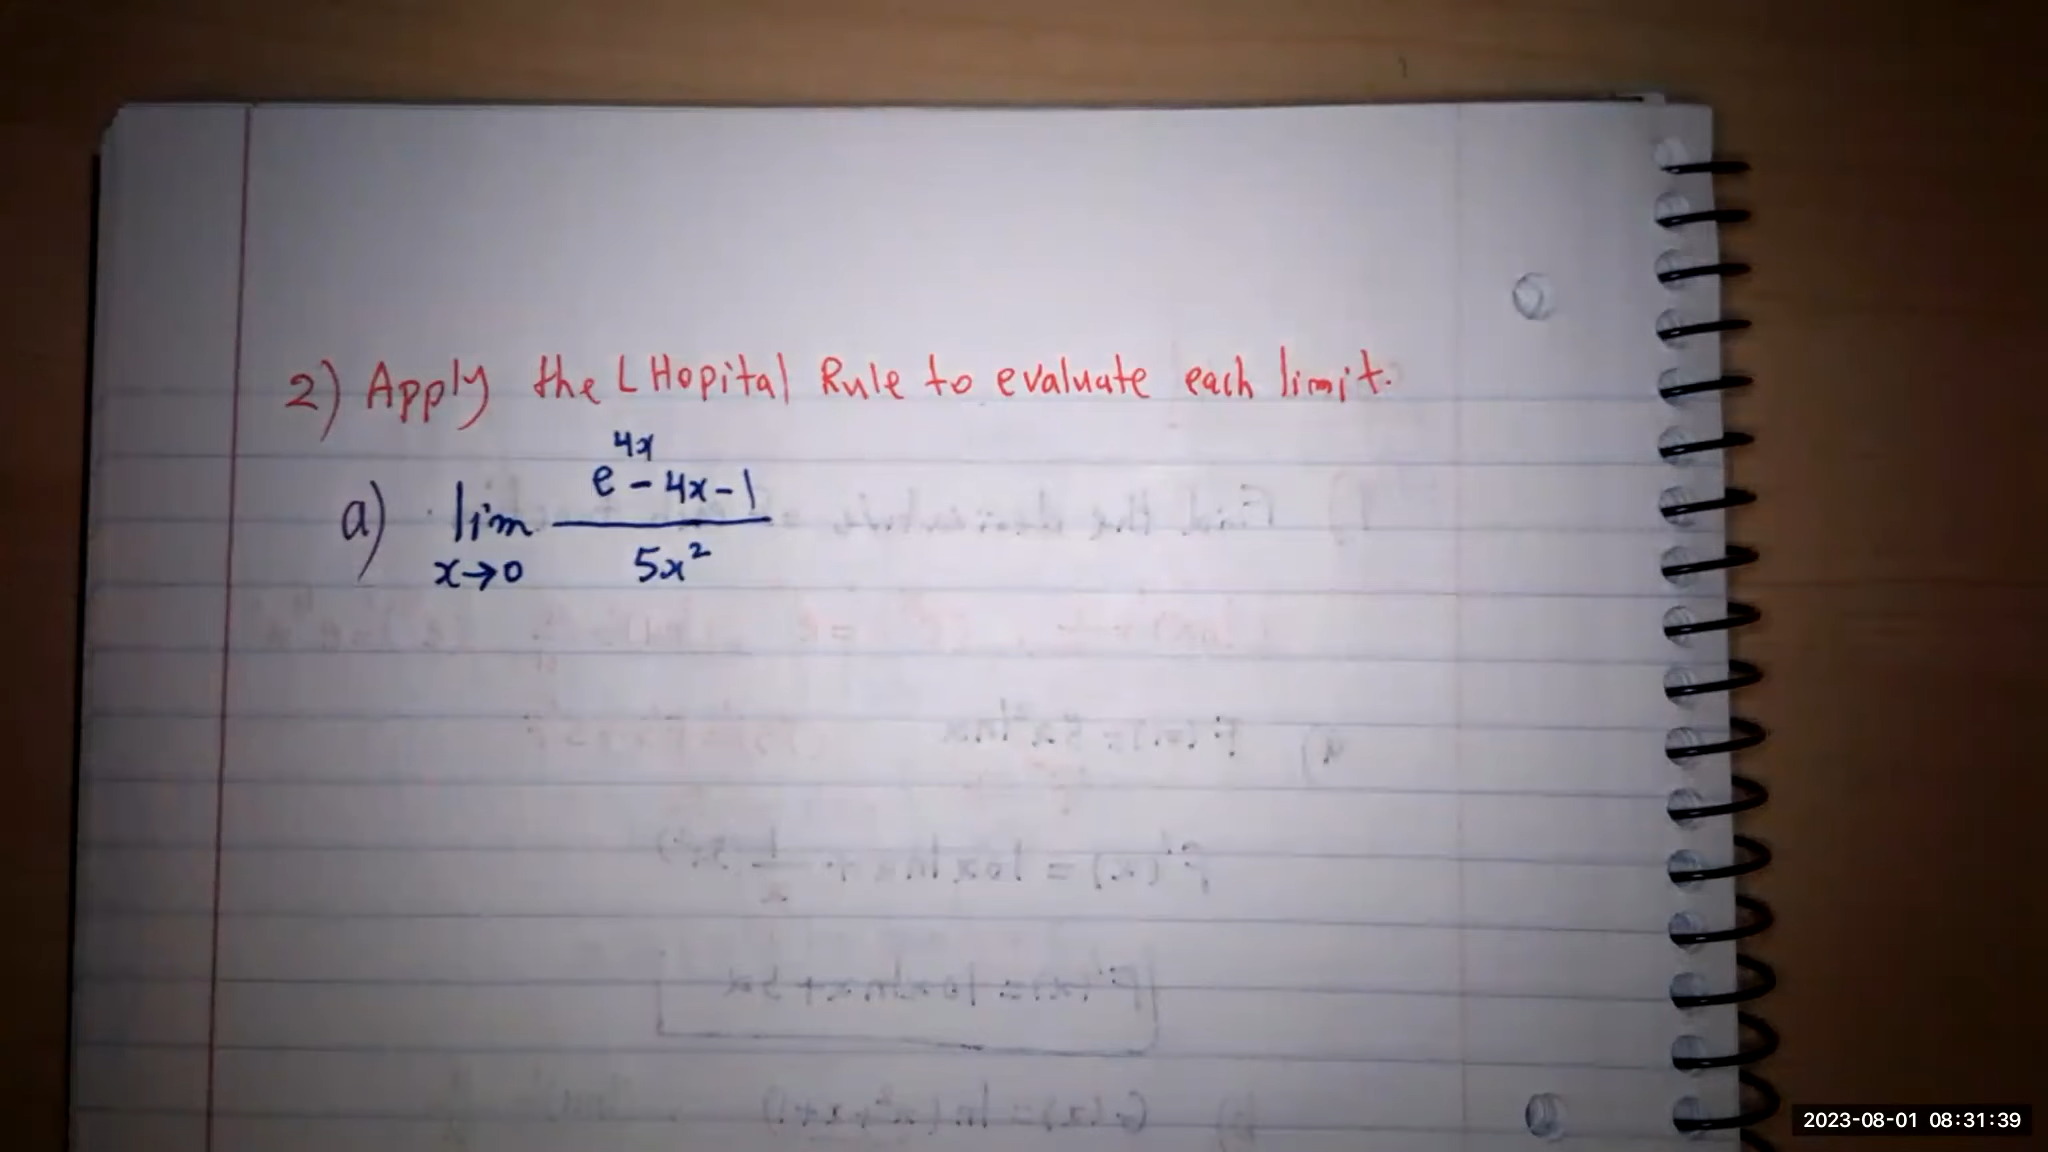 2) Apply the L Hopital Rule to evaluate each limit.
a) lim x→0 (e^4x - 4x - 1) / 5x²
2023-08-01 08:31:39